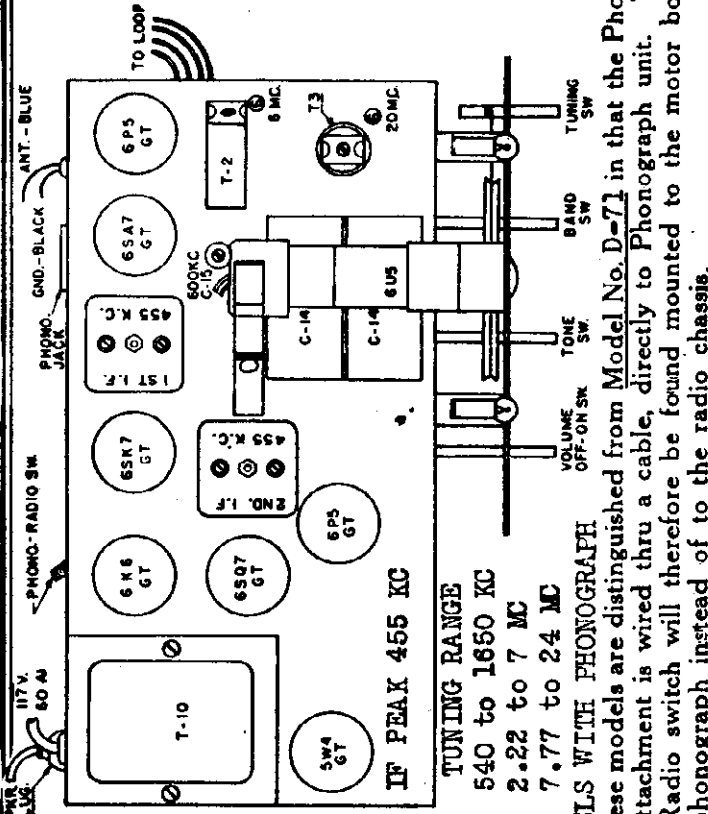 PKR
117 V.
60 AJ
PHONO.-RADIO SW.
PHONO.
JACK
GND.-BLACK
ANT.-BLUE
TO LOOP
T-10
6K6
GT
6SK7
GT
1 ST I.F.
455 K.C.
6SA7
GT
6P5
GT
6SQ7
GT
2ND. I.F.
455 K.C.
600KC
C-15
T-2
6 MC.
5W4
GT
6P5
GT
C-14
C-14
6U5
T3
20MC.
IF PEAK 455 KC
VOLUME
OFF-ON SW.
TONE
SW.
BAND
SW
TUNING
SW
TUNING RANGE
540 to 1650 KC
2.22 to 7 MC
7.77 to 24 MC
LS WITH PHONOGRAPH
ese models are distinguished from Model No. D-71 in that the Pho
ttachment is wired thru a cable, directly to Phonograph unit.
Radio switch will therefore be found mounted to the motor bo
honograph instead of to the radio chassis.